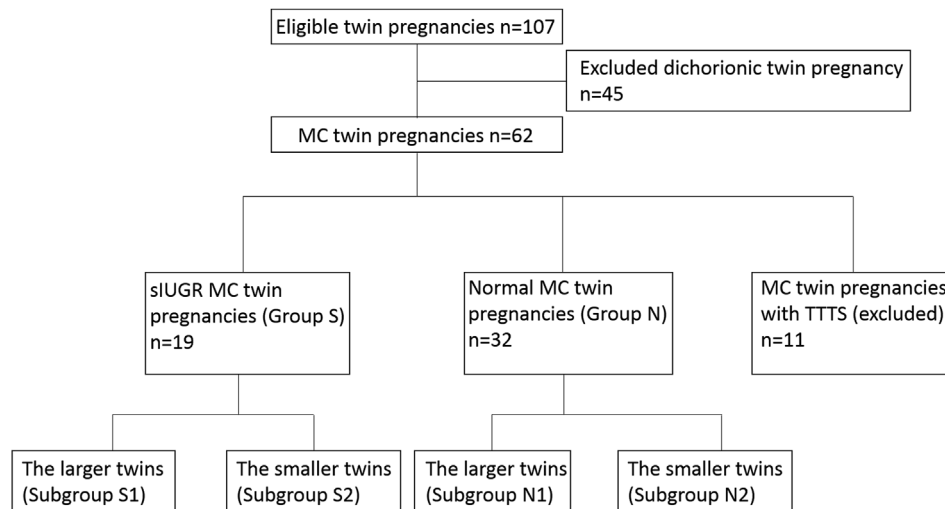 Eligible twin pregnancies n=107
Excluded dichorionic twin pregnancy
n=45
MC twin pregnancies n=62
sIUGR MC twin
pregnancies (Group S)
n=19
Normal MC twin
pregnancies (Group N)
n=32
MC twin pregnancies
with TTTS (excluded)
n=11
The larger twins
(Subgroup S1)
The smaller twins
(Subgroup S2)
The larger twins
(Subgroup N1)
The smaller twins
(Subgroup N2)